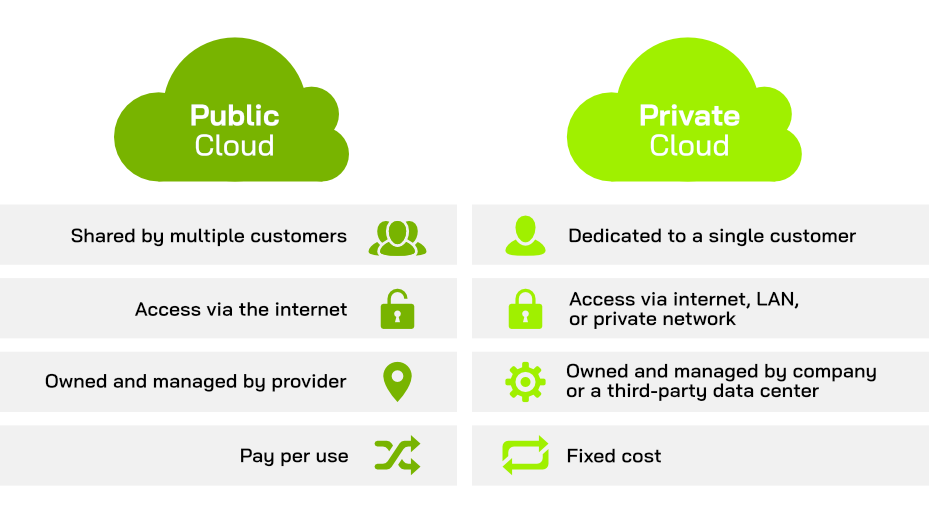 Public
Cloud
Private
Cloud
Shared by multiple customers
Dedicated to a single customer
Access via the internet
Access via internet, LAN,
or private network
Owned and managed by provider
Owned and managed by company
or a third-party data center
Pay per use
Fixed cost